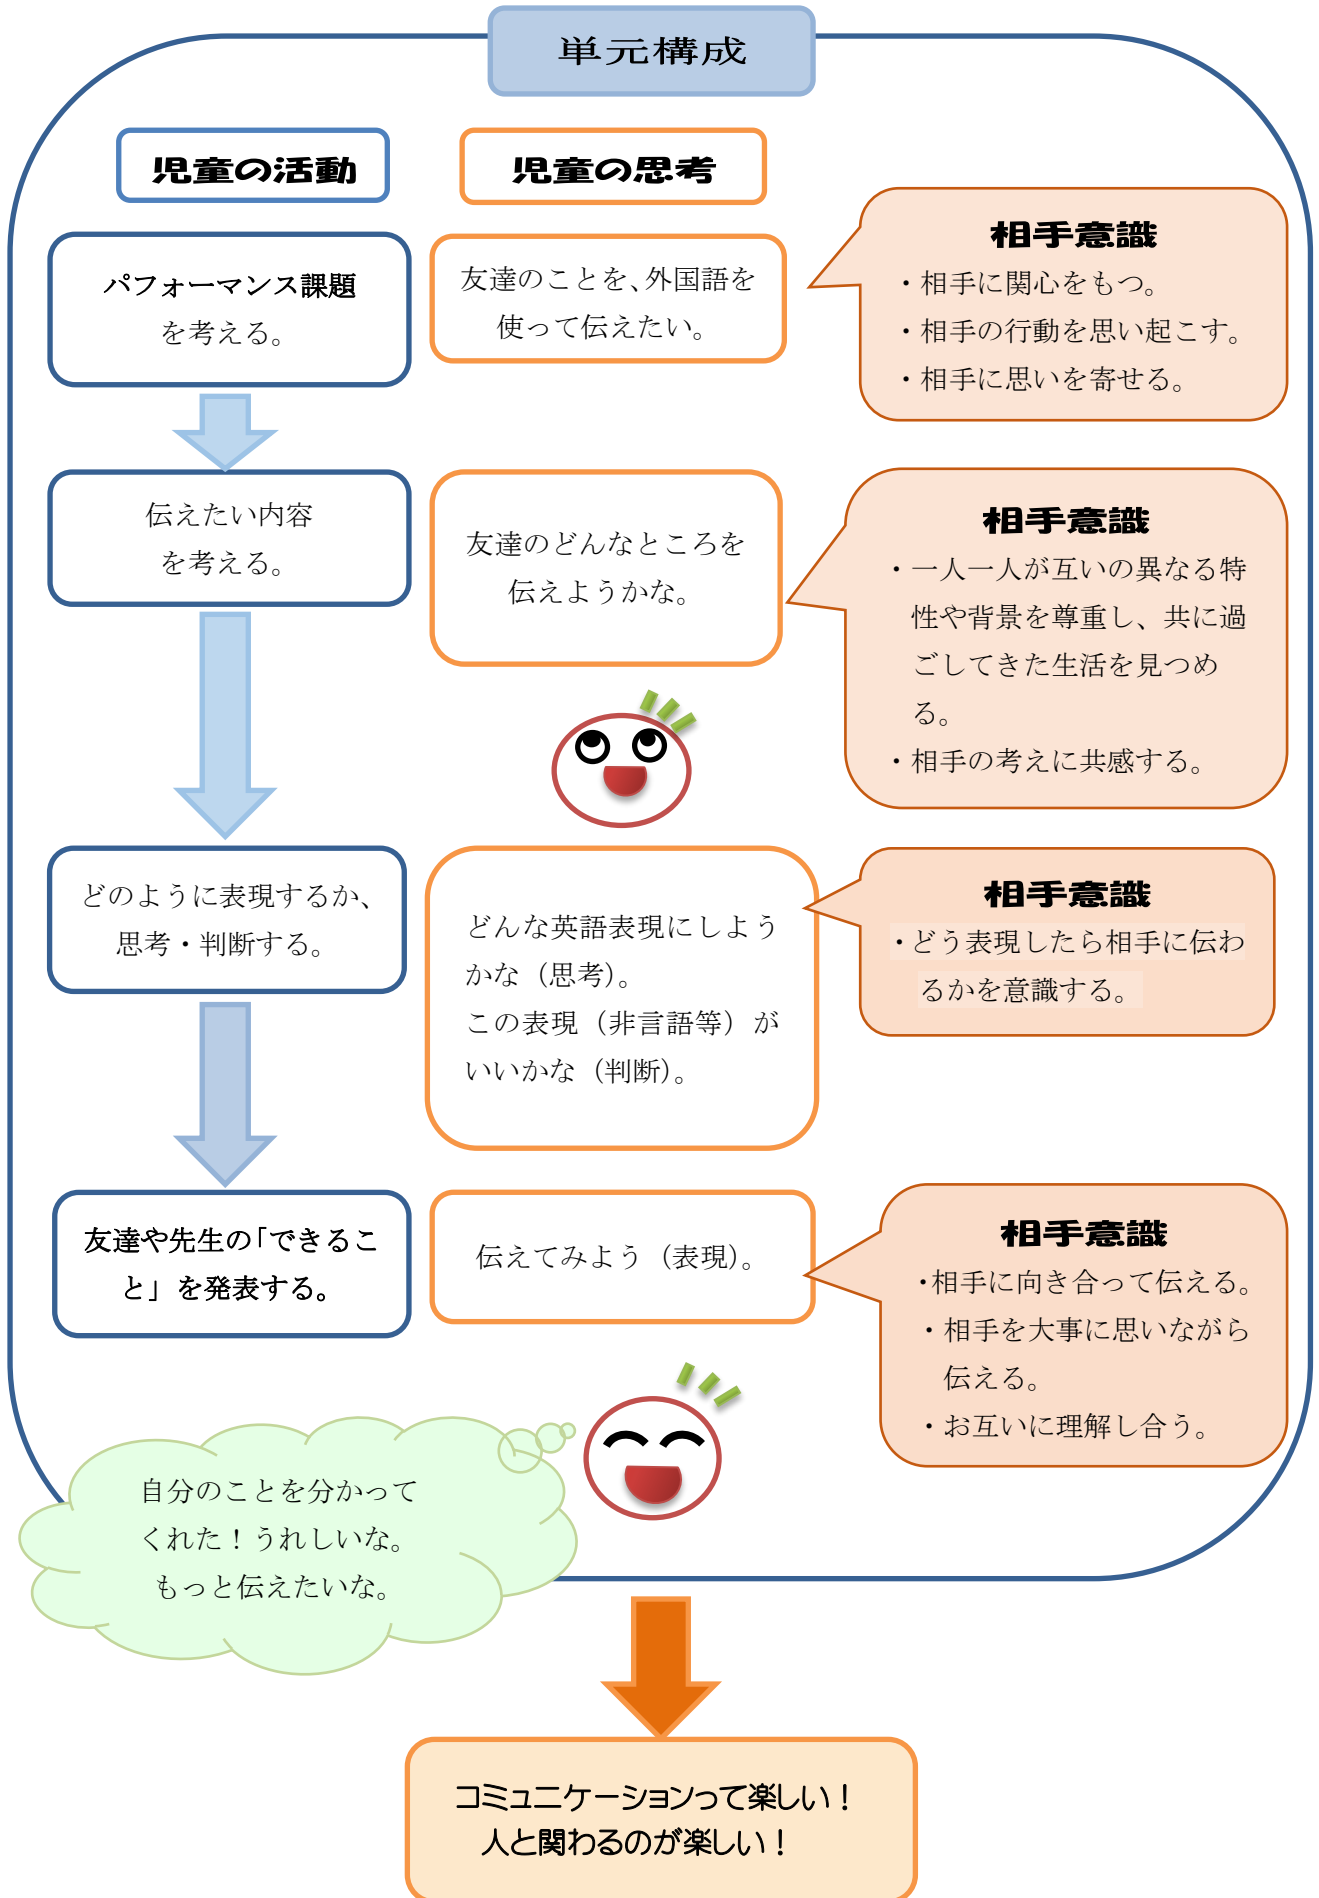 単元構成
児童の活動
児童の思考
パフォーマンス課題
を考える。
友達のことを、外国語を
使って伝えたい。
相手意識
・相手に関心をもつ。
・相手の行動を思い起こす。
・相手に思いを寄せる。
伝えたい内容
を考える。
友達のどんなところを
伝えようかな。
相手意識
・一人一人が互いの異なる特
性や背景を尊重し、共に過
ごしてきた生活を見つめ
る。
・相手の考えに共感する。
どのように表現するか、
思考・判断する。
どんな英語表現にしよう
かな（思考）。
この表現（非言語等）が
いいかな（判断）。
相手意識
・どう表現したら相手に伝わ
るかを意識する。
友達や先生の「できるこ
と」を発表する。
伝えてみよう（表現）。
相手意識
・相手に向き合って伝える。
・相手を大事に思いながら
伝える。
・お互いに理解し合う。
自分のことを分かって
くれた！うれしいな。
もっと伝えたいな。
コミュニケーションって楽しい！
人と関わるのが楽しい！